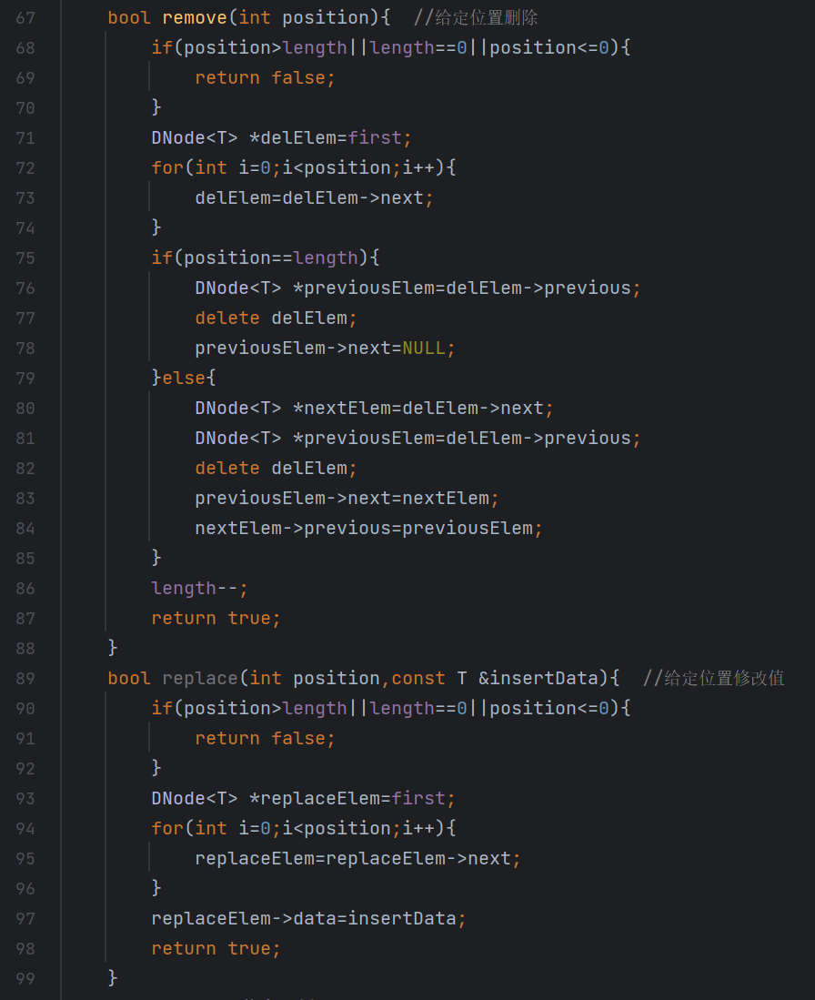 67 bool remove(int position){  //给定位置删除
68 if(position>length||length==0||position<=0){
69 return false;
70 }
71 DNode<T> *delElem=first;
72 for(int i=0;i<position;i++){
73 delElem=delElem->next;
74 }
75 if(position==length){
76 DNode<T> *previousElem=delElem->previous;
77 delete delElem;
78 previousElem->next=NULL;
79 }else{
80 DNode<T> *nextElem=delElem->next;
81 DNode<T> *previousElem=delElem->previous;
82 delete delElem;
83 previousElem->next=nextElem;
84 nextElem->previous=previousElem;
85 }
86 length--;
87 return true;
88 }
89 bool replace(int position,const T &insertData){  //给定位置修改值
90 if(position>length||length==0||position<=0){
91 return false;
92 }
93 DNode<T> *replaceElem=first;
94 for(int i=0;i<position;i++){
95 replaceElem=replaceElem->next;
96 }
97 replaceElem->data=insertData;
98 return true;
99 }